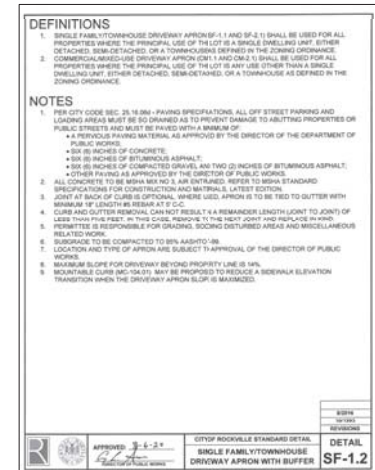 DEFINITIONS
1. SINGLE FAMILY/TOWNHOUSE DRIVEWAY APRON SF-1.1 AND SF-2.1) SHALL BE USED FOR ALL
PROPERTIES WHERE THE PRINCIPAL USE OF THE LOT IS A SINGLE DWELLING UNIT, EITHER
DETACHED, SEMI-DETACHED, OR A TOWNHOUSE AS DEFINED IN THE ZONING ORDINANCE.
2. COMMERCIAL/MIXED-USE DRIVEWAY APRON (CM1.1 AND CM-2.1) SHALL BE USED FOR ALL
PROPERTIES WHERE THE PRINCIPAL USE OF THE LOT IS ANY USE OTHER THAN A SINGLE
DWELLING UNIT, EITHER DETACHED, SEMI-DETACHED, OR A TOWNHOUSE AS DEFINED IN THE
ZONING ORDINANCE.
NOTES
1. PER CITY CODE SEC. 25.16.06d - PAVING SPECIFICATIONS, ALL OFF STREET PARKING AND
LOADING AREAS MUST BE SO DRAINED AS TO PREVENT DAMAGE TO ABUTTING PROPERTIES OR
PUBLIC STREETS AND MUST BE PAVED WITH A MINIMUM OF:
• A PERVIOUS PAVING MATERIAL AS APPROVED BY THE DIRECTOR OF THE DEPARTMENT OF
PUBLIC WORKS;
• SIX (6) INCHES OF CONCRETE;
• SIX (6) INCHES OF BITUMINOUS ASPHALT;
• SIX (6) INCHES OF COMPACTED GRAVEL AND TWO (2) INCHES OF BITUMINOUS ASPHALT;
• OTHER PAVING AS APPROVED BY THE DIRECTOR OF PUBLIC WORKS.
2. ALL CONCRETE TO BE MSHA MIX NO 3, AIR ENTRAINED. REFER TO MSHA STANDARD
SPECIFICATIONS FOR CONSTRUCTION AND MATERIALS, LATEST EDITION.
3. JOINT AT BACK OF CURB IS OPTIONAL. WHERE USED, APRON IS TO BE TIED TO GUTTER WITH
MINIMUM 18" LENGTH #5 REBAR AT 5' C-C.
4. CURB AND GUTTER REMOVAL CAN NOT RESULT IN A REMAINDER LENGTH (JOINT TO JOINT) OF
LESS THAN FIVE FEET. IN THIS CASE, REMOVE TO THE NEXT JOINT AND REPLACE IN KIND.
5. PERMITTEE IS RESPONSIBLE FOR GRADING, SODDING DISTURBED AREAS AND MISCELLANEOUS
RELATED WORK.
6. SUBGRADE TO BE COMPACTED TO 95% AASHTO
7. LOCATION AND TYPE OF APRON ARE SUBJECT TO APPROVAL OF THE DIRECTOR OF PUBLIC
WORKS.
8. MAXIMUM SLOPE FOR DRIVEWAY BEYOND PROPERTY LINE IS 14%.
9. MOUNTABLE CURB (MC-104.01) MAY BE PROPOSED TO REDUCE A SIDEWALK ELEVATION
TRANSITION WHEN THE DRIVEWAY APRON SLOP IS MAXIMIZED.
REVISIONS
APPROVED
DIRECTOR OF PUBLIC WORKS
CITY OF ROCKVILLE STANDARD DETAIL
SINGLE FAMILY/TOWNHOUSE
DRIVEWAY APRON WITH BUFFER
DETAIL
SF-1.2